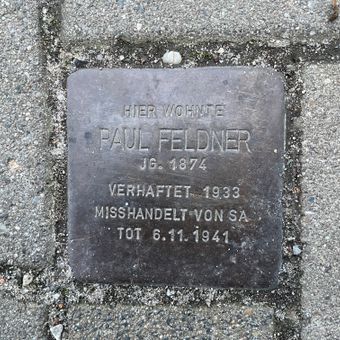 HIER WOHNTE
PAUL FELDNER
JG. 1874
VERHAFTET 1933
MISSHANDELT VON SA
TOT 6.11.1941